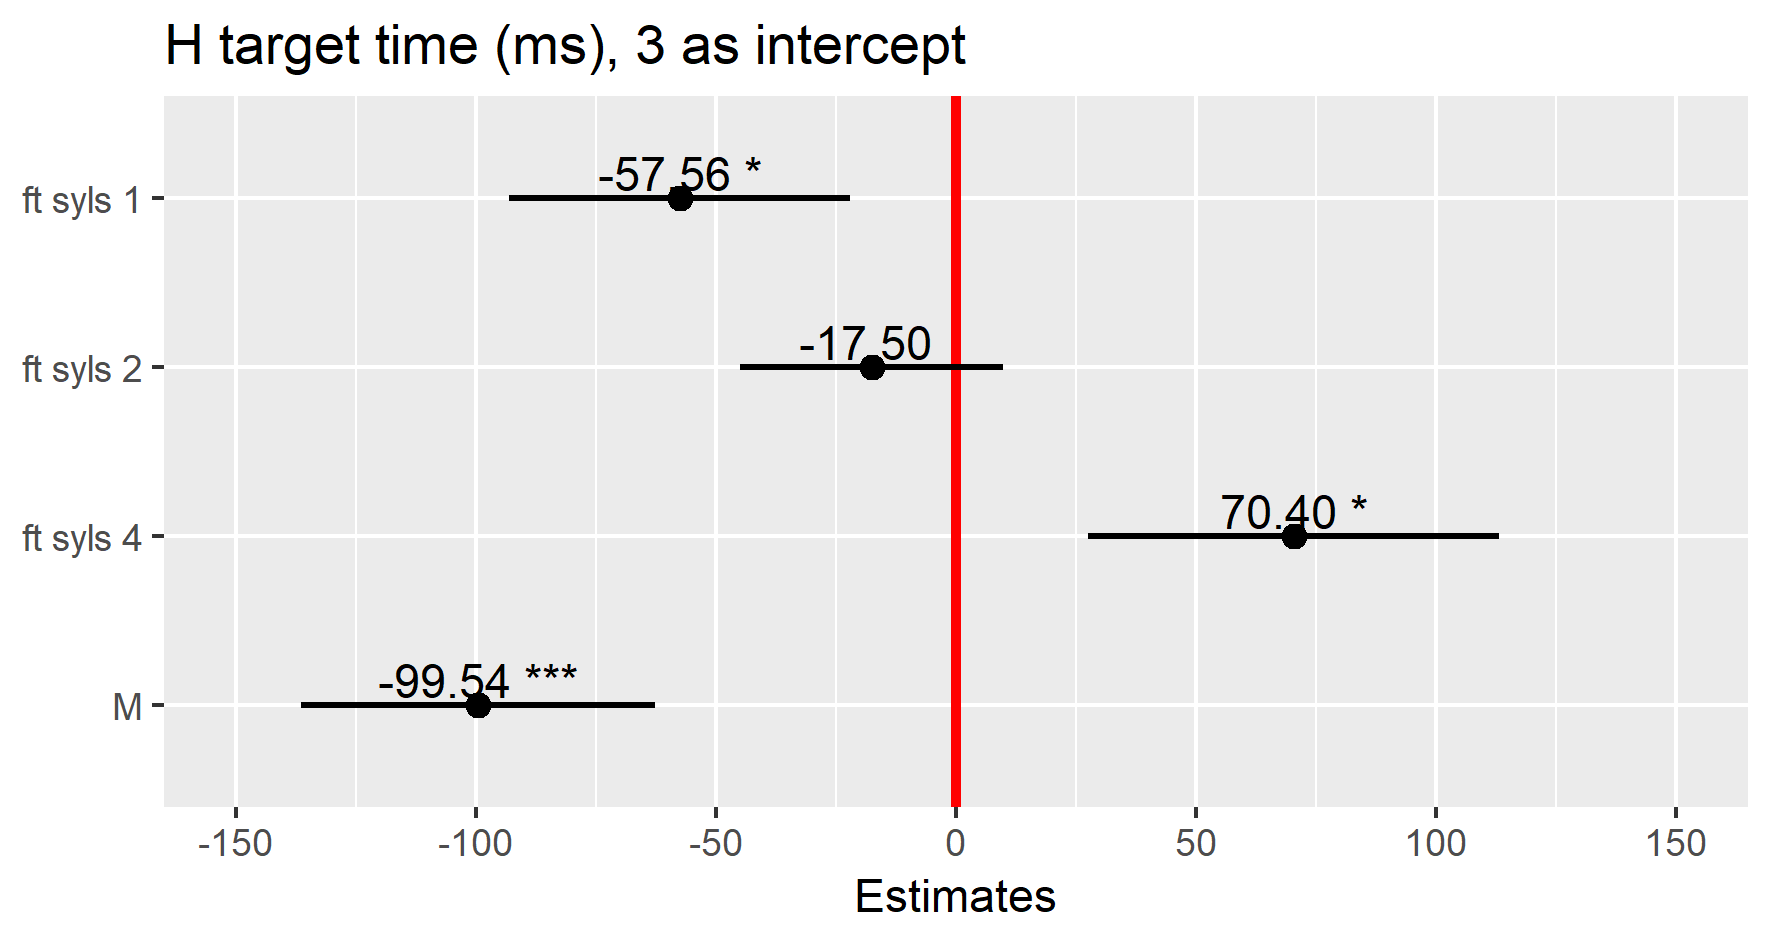 H target time (ms), 3 as intercept
ft syls 1
-57.56 *
ft syls 2
-17.50
ft syls 4
70.40 *
M
-99.54 ***
-150 -100 -50 0 50 100 150
Estimates